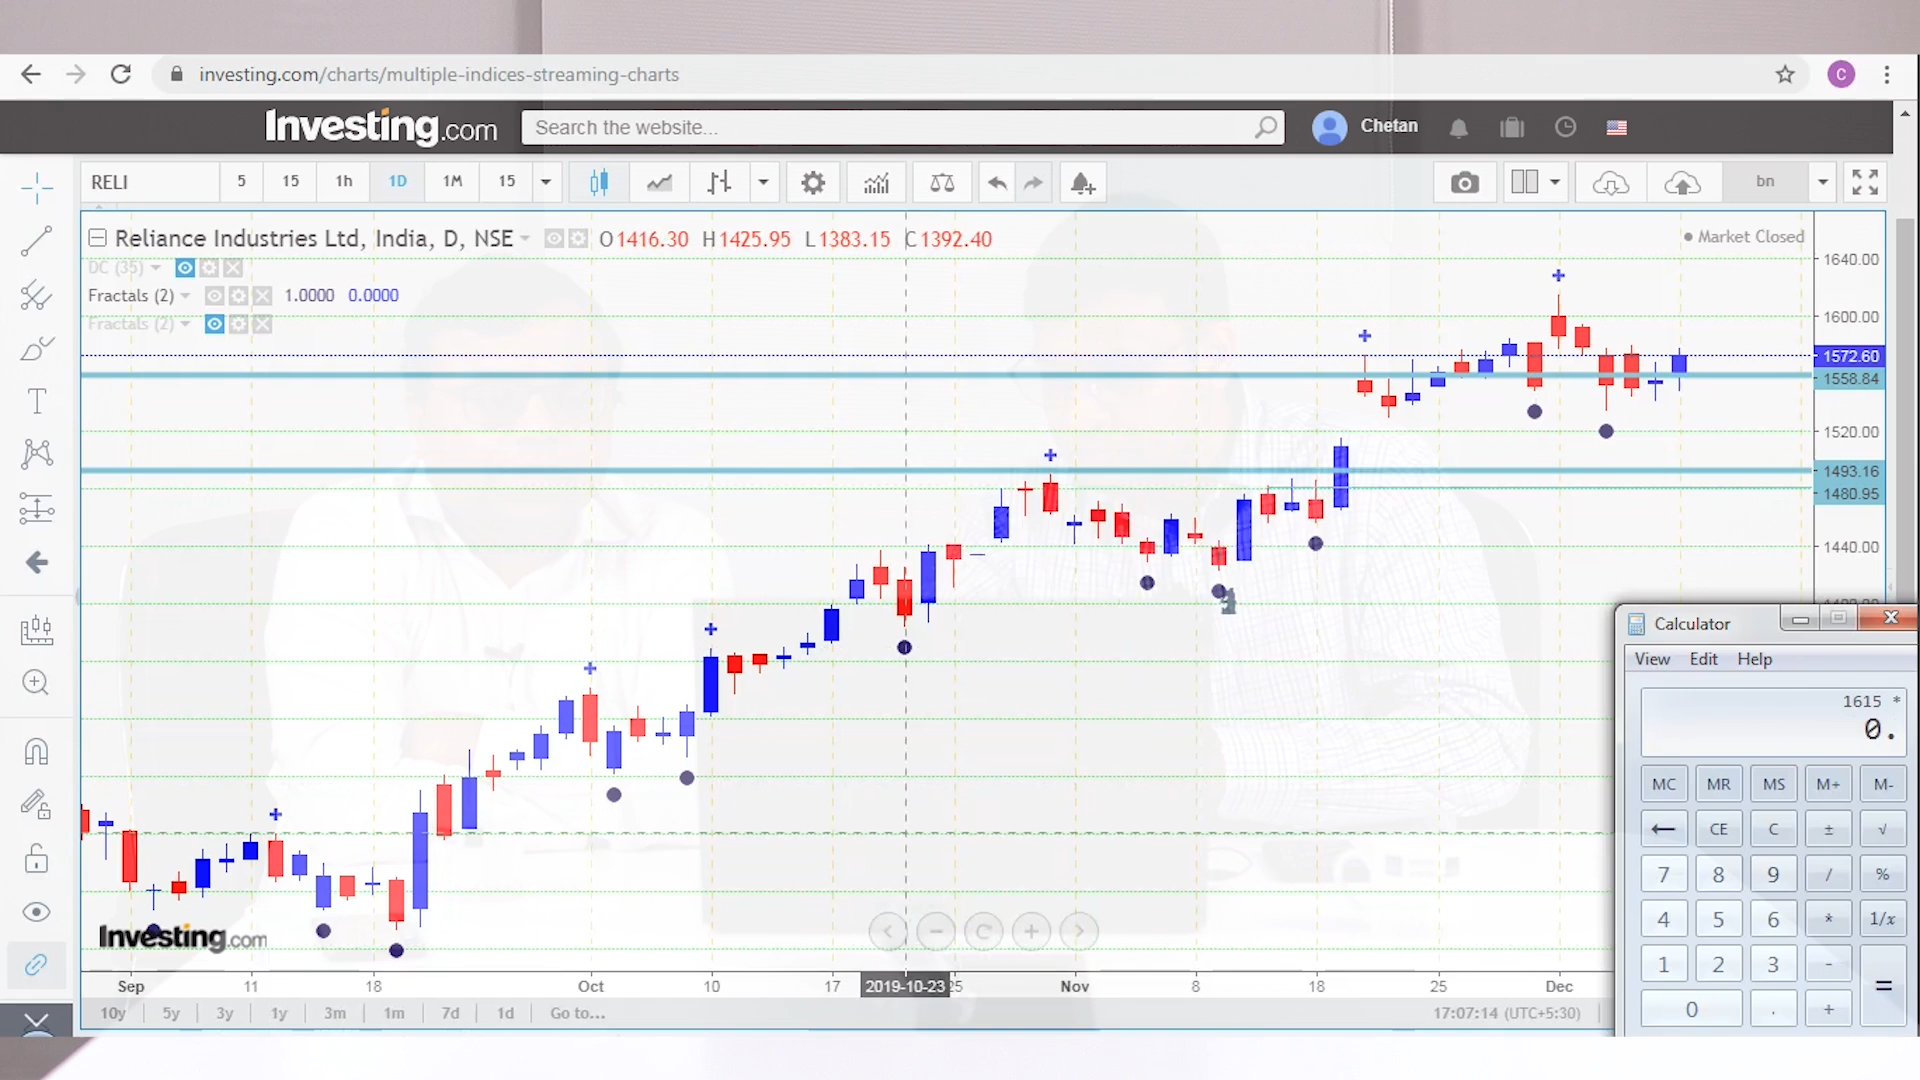 investing.com/charts/multiple-indices-streaming-charts
Investing.com
Search the website...
Chetan
RELI 5 15 1h 1D 1M 15 bn
Reliance Industries Ltd, India, D, NSE O1416.30 H1425.95 L1383.15 C1392.40
Market Closed
DC (35)
Fractals (2) 1.0000 0.0000
Fractals (2)
1640.00
1600.00
1572.60
1558.84
1520.00
1493.16
1480.95
1440.00
Calculator
View Edit Help
1615 *
0.
MC MR MS M+ M-
← CE C ± √
7 8 9 / %
4 5 6 * 1/x
1 2 3 - =
0 . +
Investing.com
Sep 11 18 Oct 10 17 2019-10-23 25 Nov 8 18 25 Dec
10y 5y 3y 1y 3m 1m 7d 1d Go to...
17:07:14 (UTC+5:30)
C